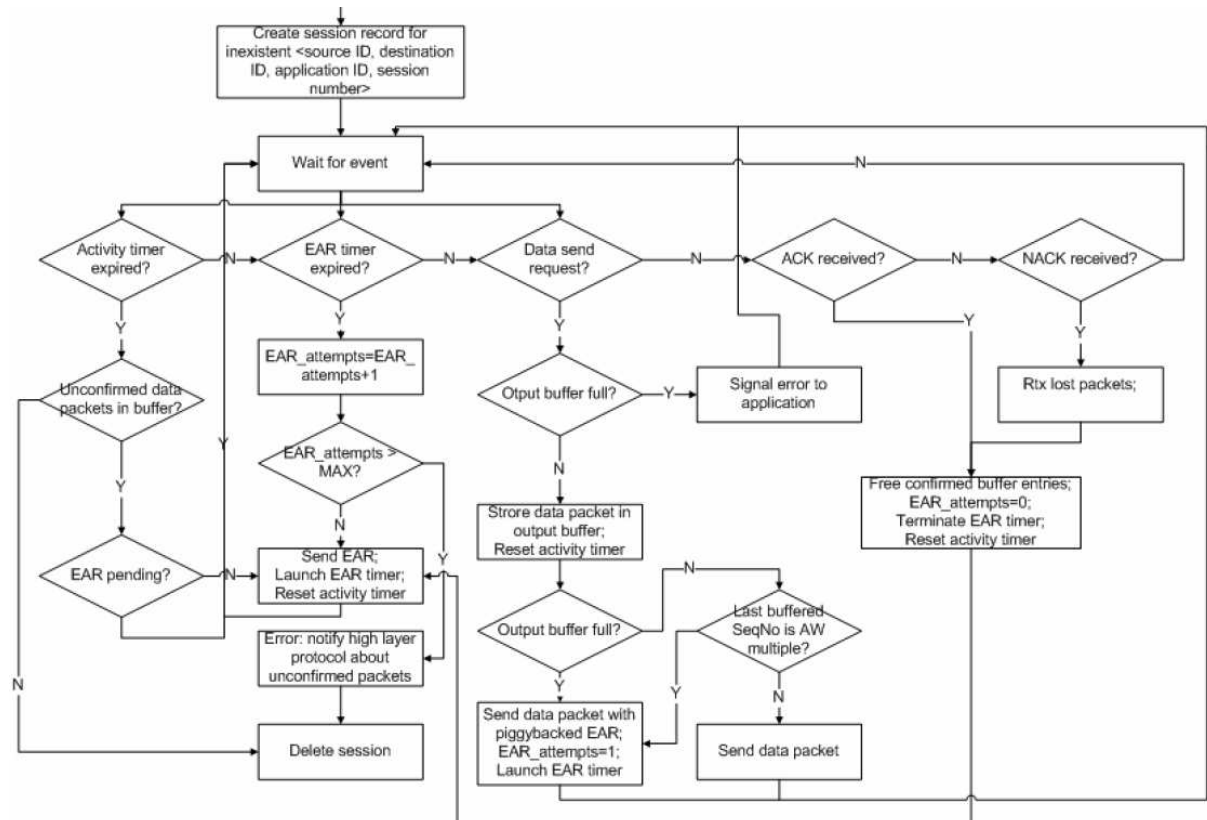 Create session record for
inexistent <source ID, destination
ID, application ID, session
number>
Wait for event
N
Activity timer
expired?
N
EAR timer
expired?
N
Data send
request?
N
ACK received?
N
NACK received?
Y
Y
Y
Y
Y
EAR_attempts=EAR_
attempts+1
Unconfirmed data
packets in buffer?
Otput buffer full?
Y
Signal error to
application
Rtx lost packets;
Y
EAR_attempts >
MAX?
N
Y
N
Free confirmed buffer entries;
EAR_attempts=0;
Terminate EAR timer;
Reset activity timer
Strore data packet in
output buffer;
Reset activity timer
Y
EAR pending?
N
Send EAR;
Launch EAR timer;
Reset activity timer
N
Output buffer full?
Last buffered
SeqNo is AW
multiple?
Error: notify high layer
protocol about
unconfirmed packets
N
Y
Y
N
Send data packet with
piggybacked EAR;
EAR_attempts=1;
Launch EAR timer
Send data packet
Delete session